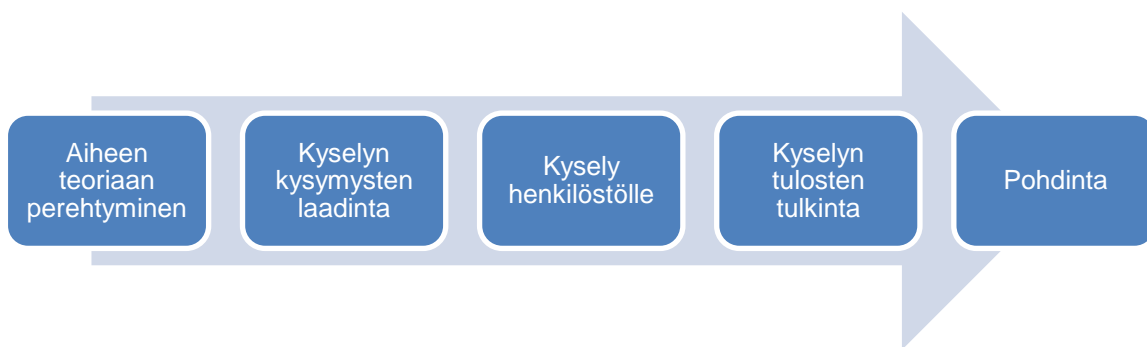 Aiheen
teoriaan
perehtyminen
Kyselyn
kysymysten
laadinta
Kysely
henkilöstölle
Kyselyn
tulosten
tulkinta
Pohdinta